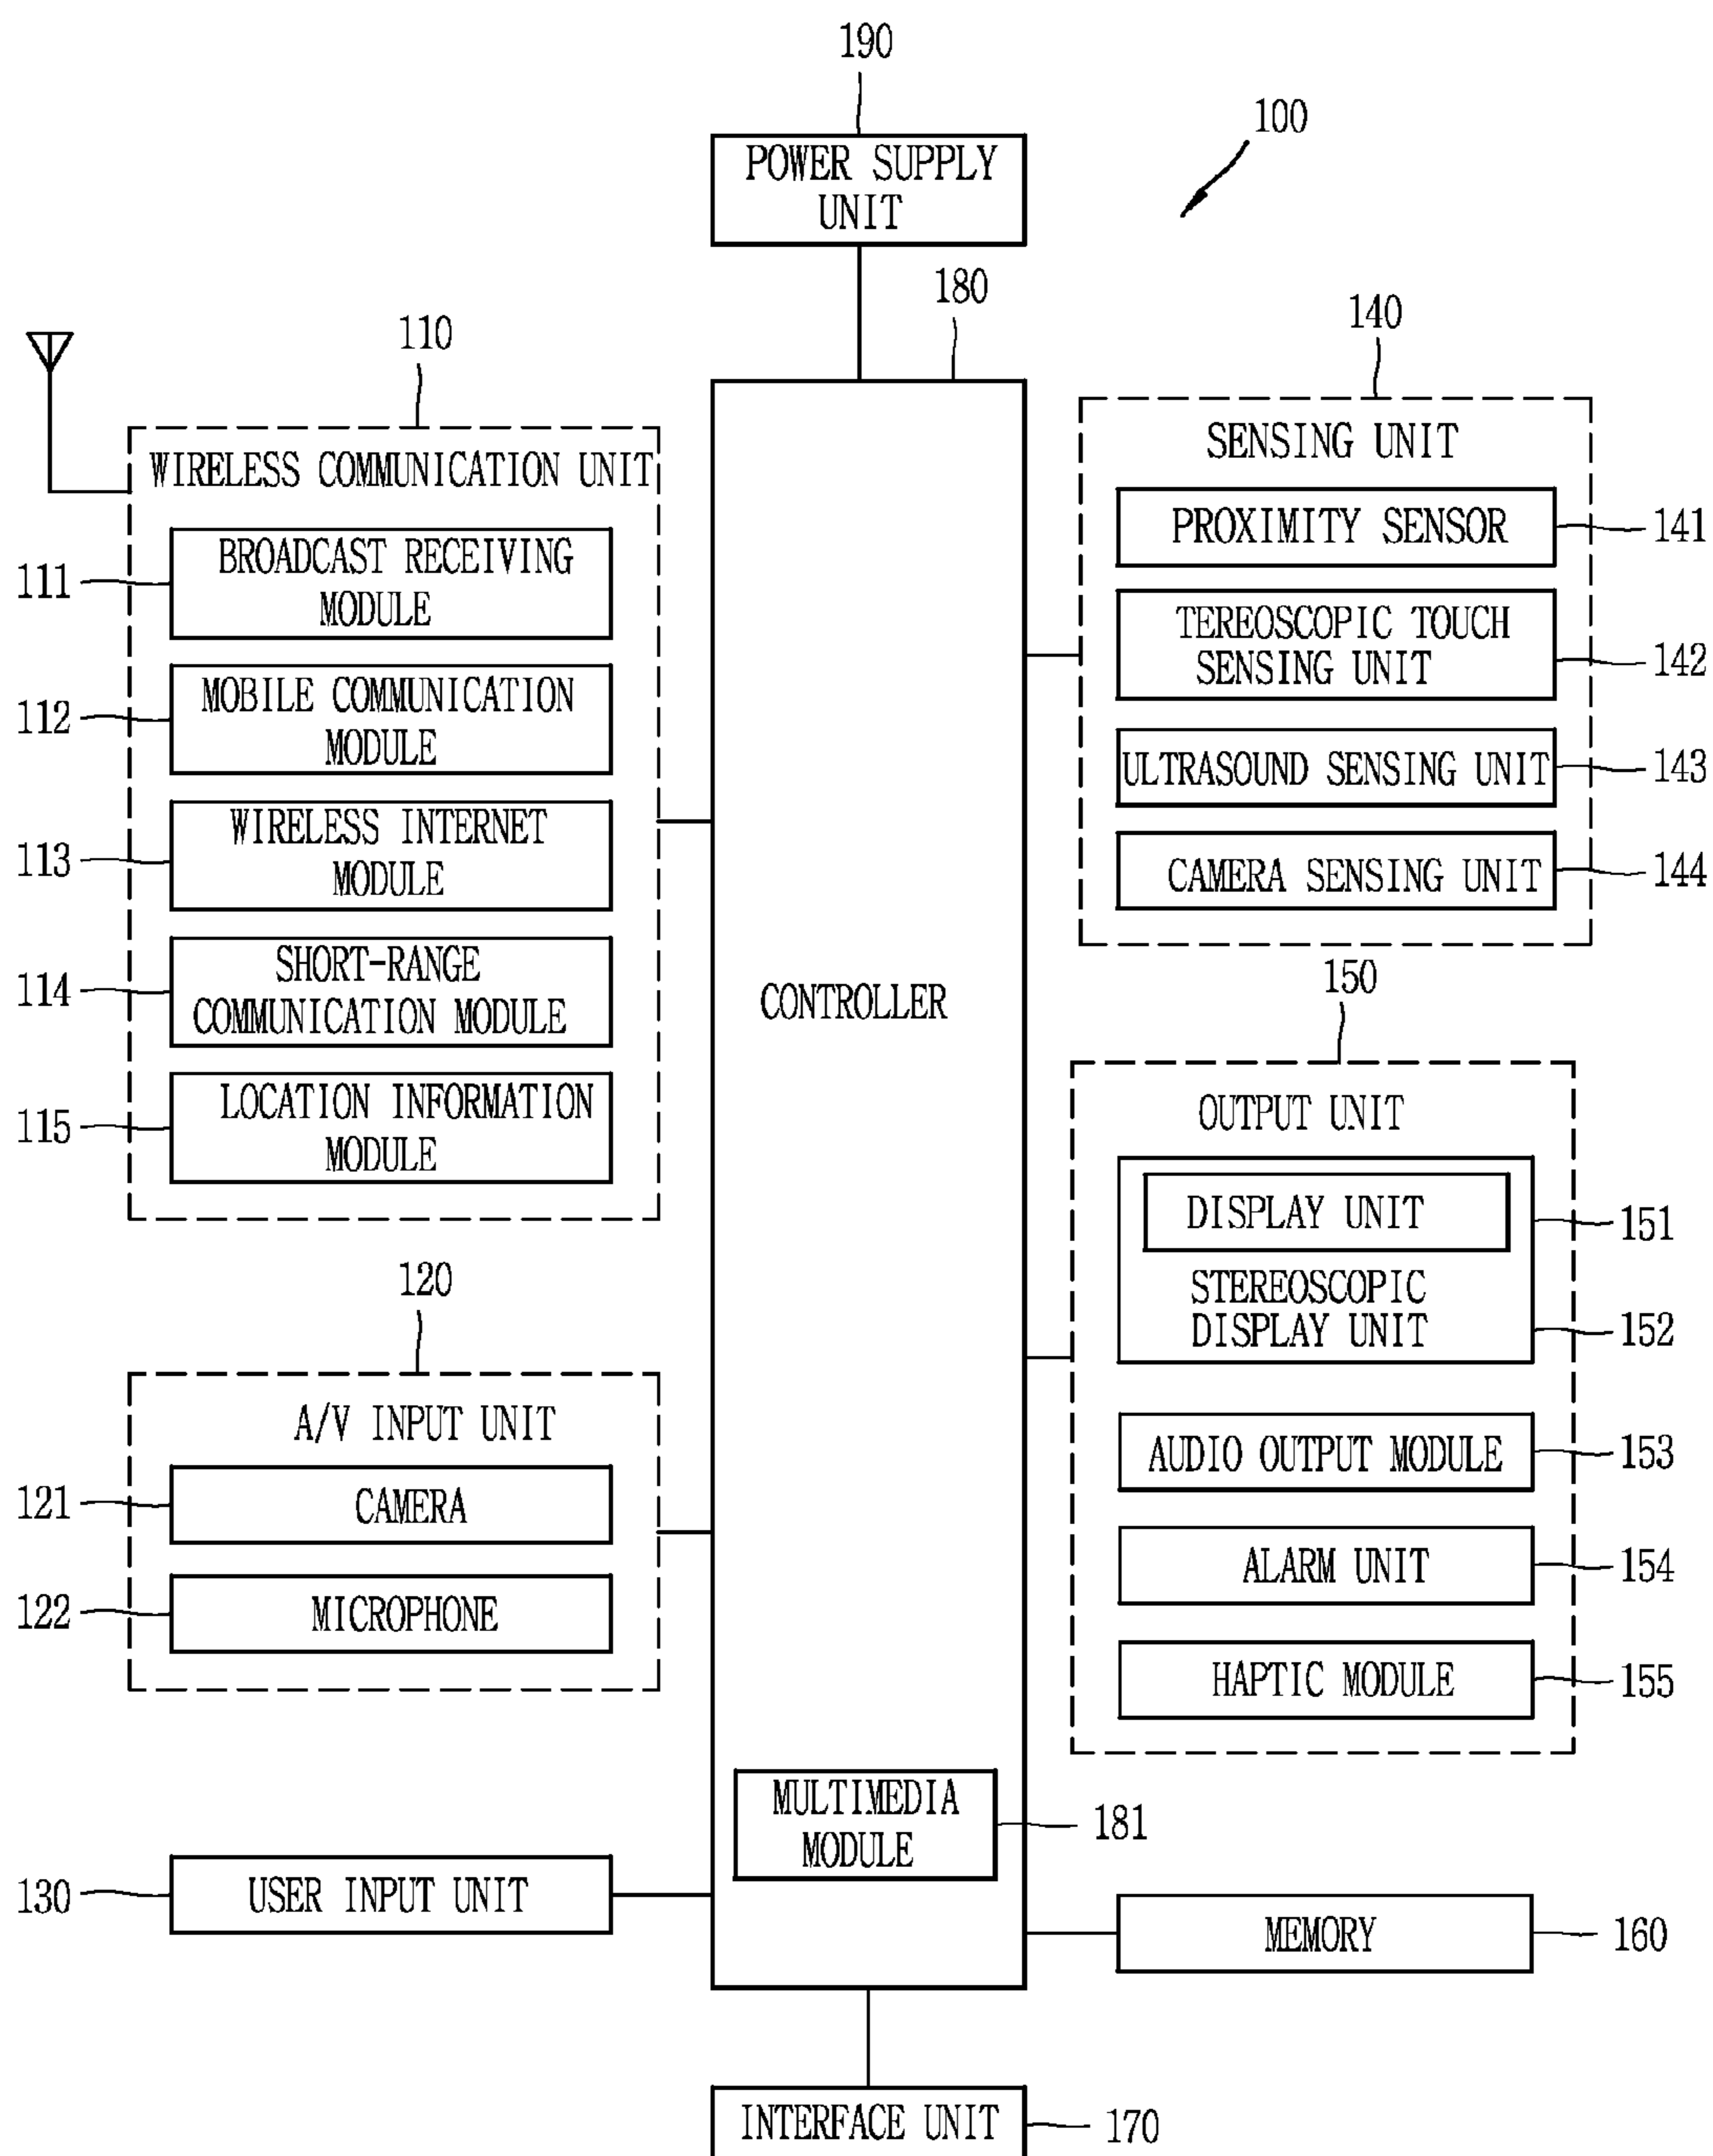 190
100
POWER SUPPLY
UNIT
180
110
WIRELESS COMMUNICATION UNIT
111
BROADCAST RECEIVING
MODULE
112
MOBILE COMMUNICATION
MODULE
113
WIRELESS INTERNET
MODULE
114
SHORT-RANGE
COMMUNICATION MODULE
115
LOCATION INFORMATION
MODULE
120
A/V INPUT UNIT
121
CAMERA
122
MICROPHONE
130
USER INPUT UNIT
CONTROLLER
MULTIMEDIA
MODULE
181
140
SENSING UNIT
PROXIMITY SENSOR
141
TEREOSCOPIC TOUCH
SENSING UNIT
142
ULTRASOUND SENSING UNIT
143
CAMERA SENSING UNIT
144
150
OUTPUT UNIT
DISPLAY UNIT
151
STEREOSCOPIC
DISPLAY UNIT
152
AUDIO OUTPUT MODULE
153
ALARM UNIT
154
HAPTIC MODULE
155
MEMORY
160
INTERFACE UNIT
170